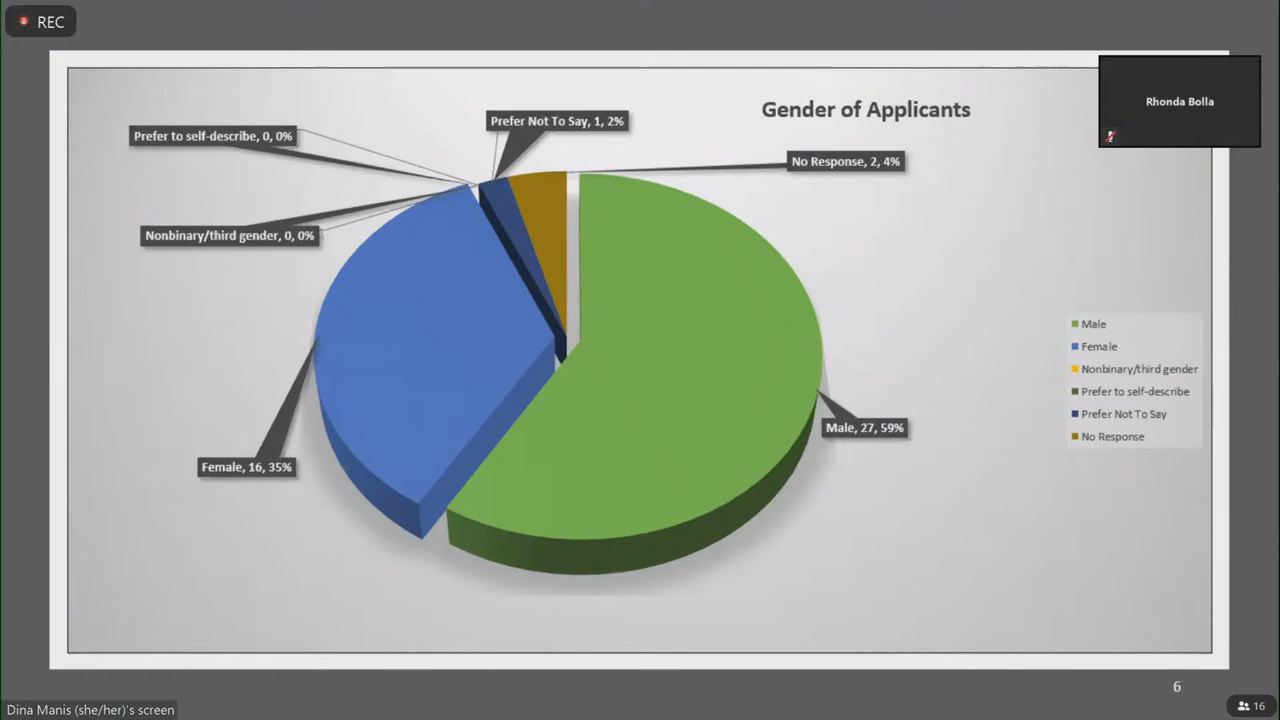 REC
Gender of Applicants
Rhonda Bolla
Prefer to self-describe, 0, 0%
Prefer Not To Say, 1, 2%
No Response, 2, 4%
Nonbinary/third gender, 0, 0%
Male, 27, 59%
Female, 16, 35%
Male
Female
Nonbinary/third gender
Prefer to self-describe
Prefer Not To Say
No Response
6
Dina Manis (she/her)'s screen
16